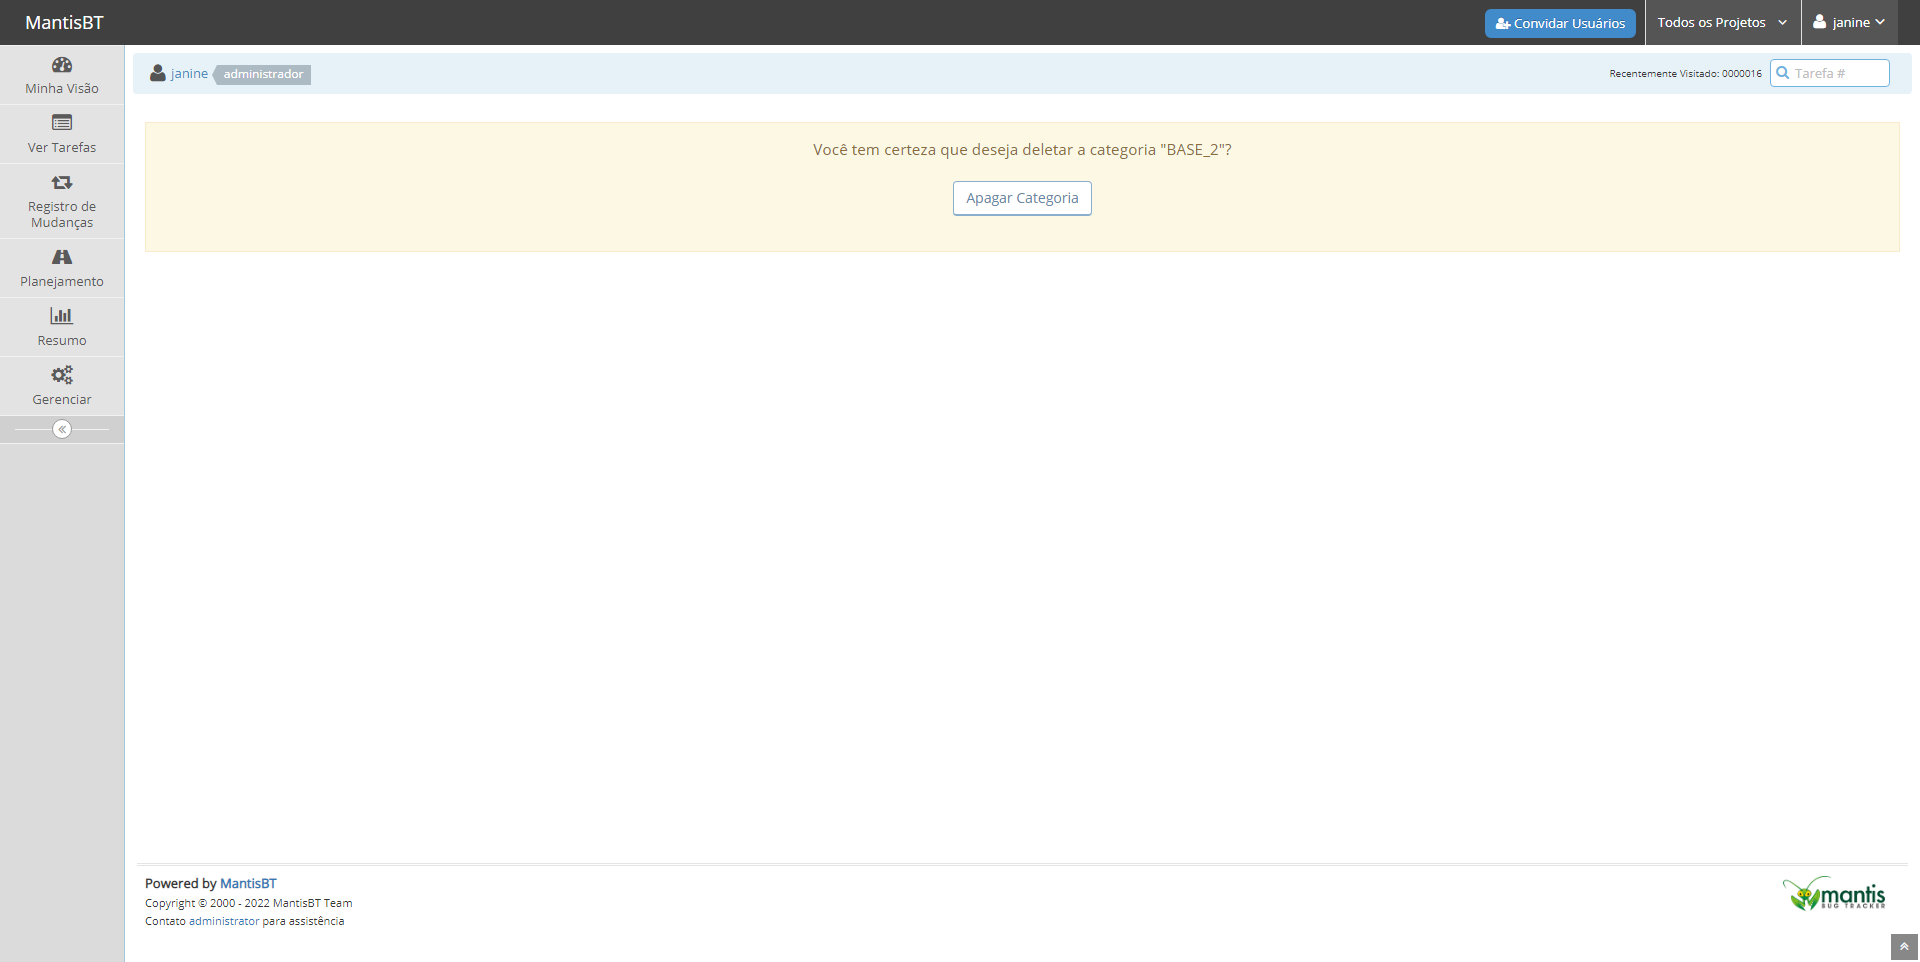 MantisBT
Convidar Usuários
Todos os Projetos
janine
Minha Visão
Ver Tarefas
Registro de
Mudanças
Planejamento
Resumo
Gerenciar
janine administrador
Recentemente Visitado: 0000016
Tarefa #
Você tem certeza que deseja deletar a categoria "BASE_2"?
Apagar Categoria
Powered by MantisBT
Copyright © 2000 - 2022 MantisBT Team
Contato administrator para assistência
mantis
BUG TRACKER